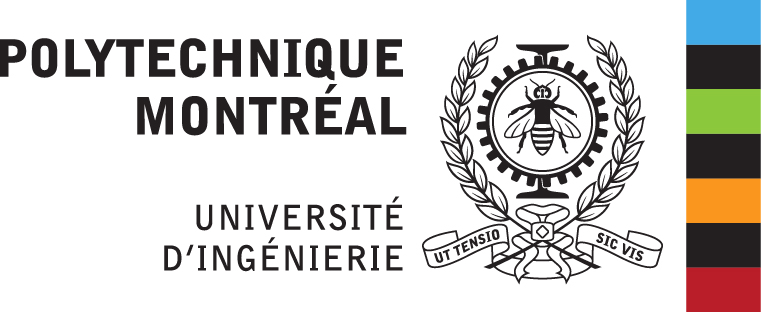 POLYTECHNIQUE
MONTRÉAL
UNIVERSITÉ
D'INGÉNIERIE
UT TENSIO SIC VIS